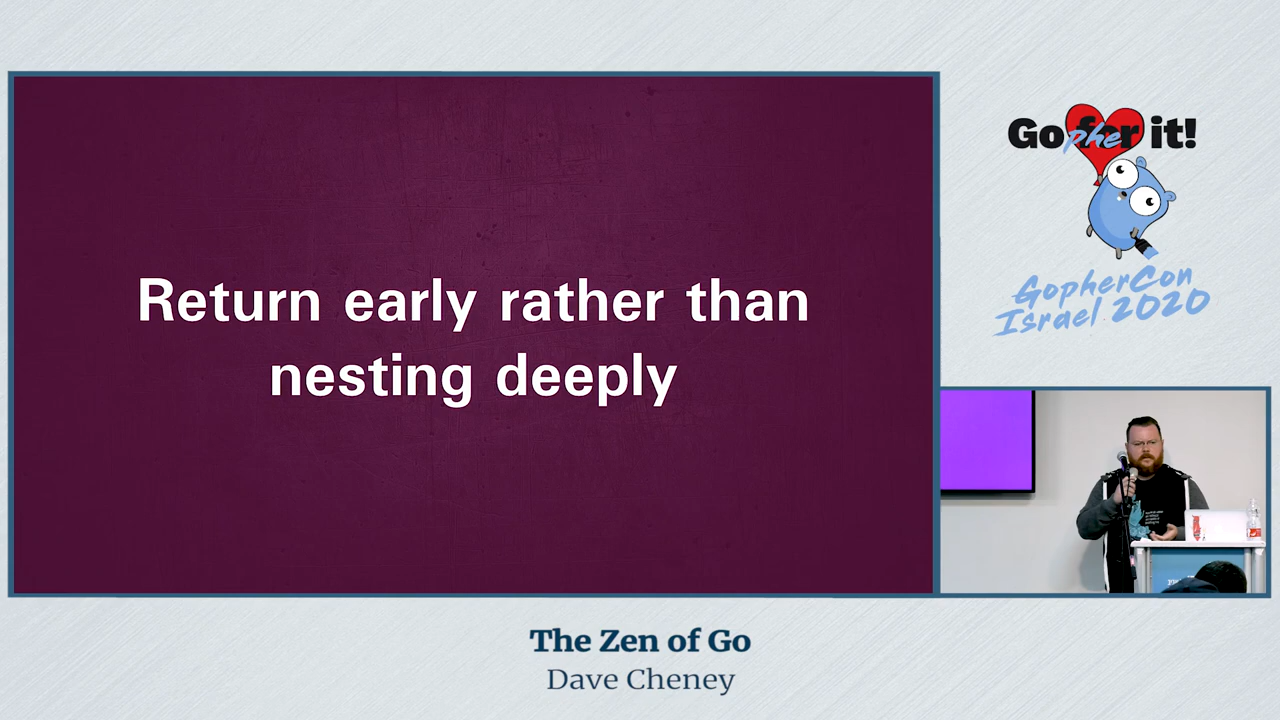 Return early rather than
nesting deeply
Gopher it!
GopherCon
Israel 2020
The Zen of Go
Dave Cheney